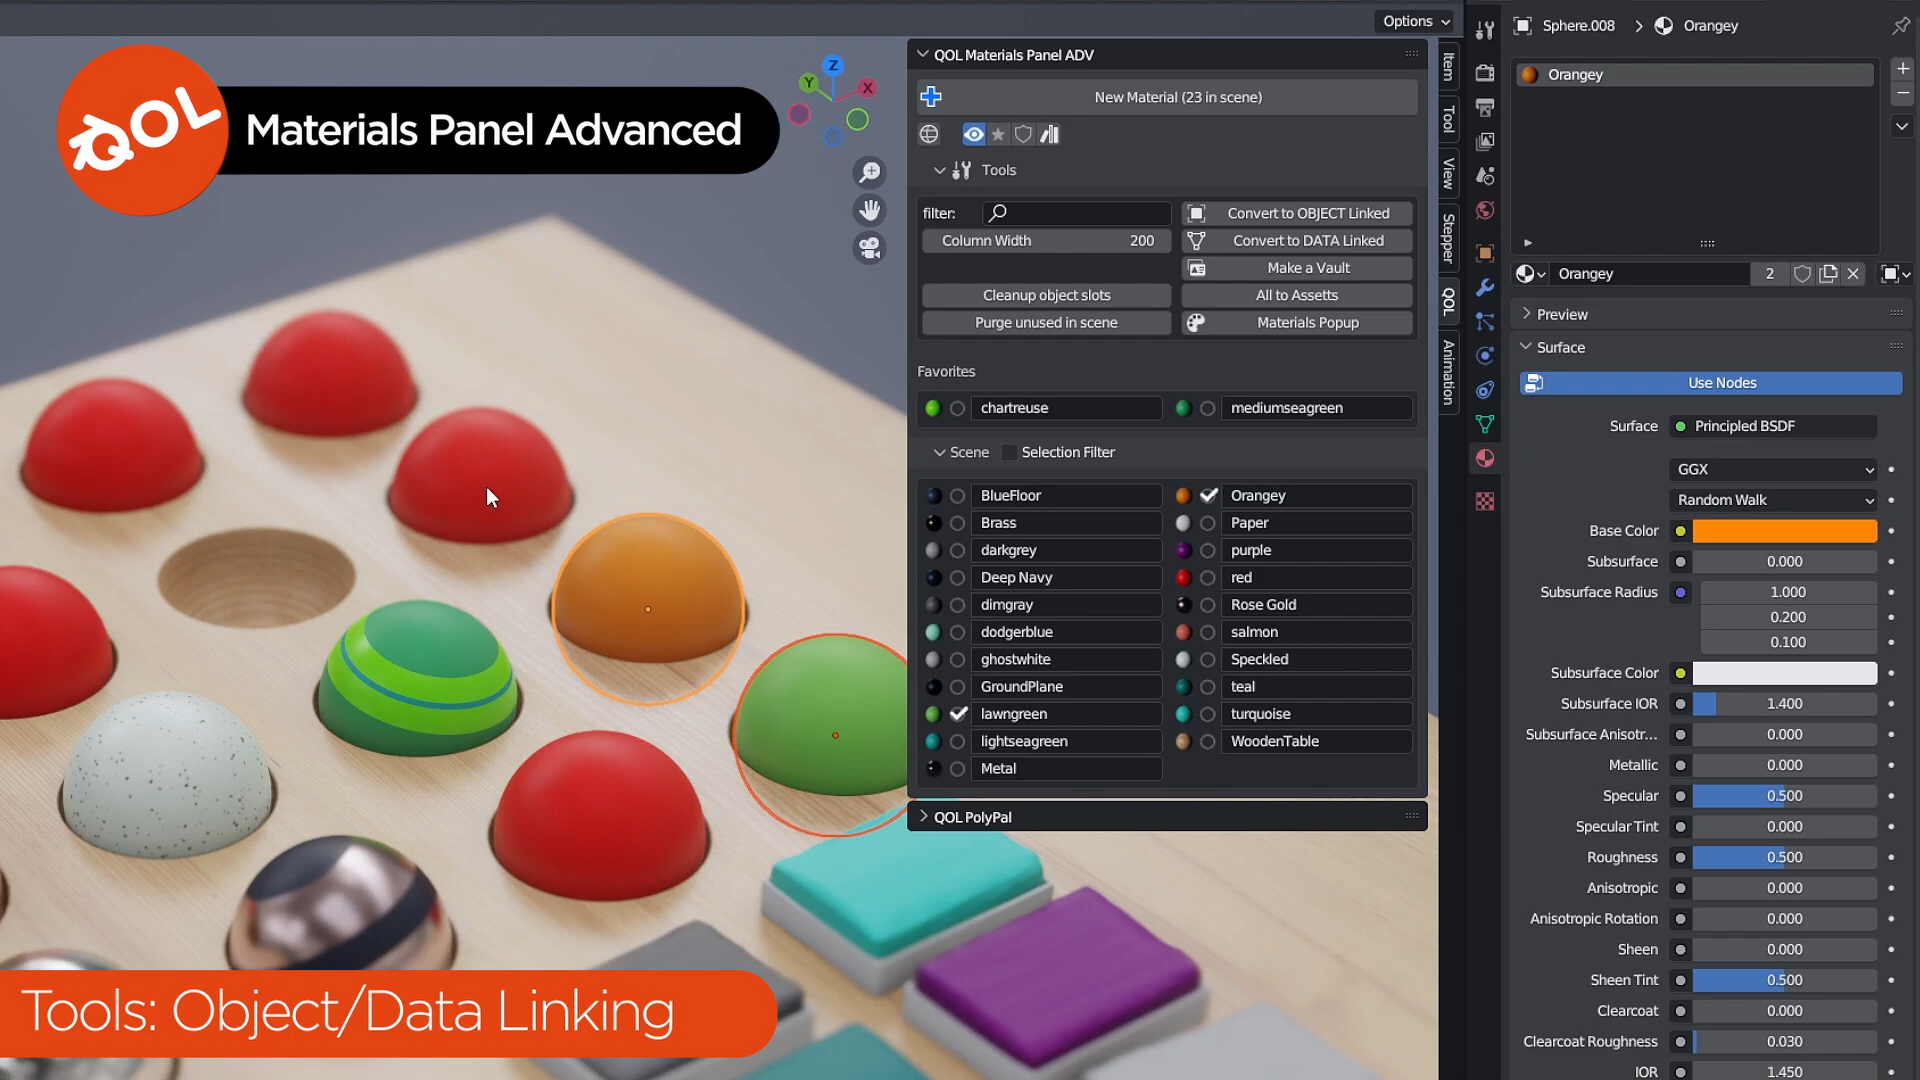 Options
QOL
Materials Panel Advanced
Z
Y
X
QOL Materials Panel ADV
New Material (23 in scene)
Tools
filter:
Convert to OBJECT Linked
Column Width 200
Convert to DATA Linked
Make a Vault
Cleanup object slots
All to Assetts
Purge unused in scene
Materials Popup
Favorites
chartreuse
mediumseagreen
Scene
Selection Filter
BlueFloor
Orangey
Brass
Paper
darkgrey
purple
Deep Navy
red
dimgray
Rose Gold
dodgerblue
salmon
ghostwhite
Speckled
GroundPlane
teal
lawngreen
turquoise
lightseagreen
WoodenTable
Metal
QOL PolyPal
Tools: Object/Data Linking
Item
Tool
View
Stepper
QOL
Animation
Sphere.008
Orangey
Orangey
Orangey
2
Preview
Surface
Use Nodes
Surface Principled BSDF
GGX
Random Walk
Base Color
Subsurface 0.000
Subsurface Radius 1.000
0.200
0.100
Subsurface Color
Subsurface IOR 1.400
Subsurface Anisotr... 0.000
Metallic 0.000
Specular 0.500
Specular Tint 0.000
Roughness 0.500
Anisotropic 0.000
Anisotropic Rotation 0.000
Sheen 0.000
Sheen Tint 0.500
Clearcoat 0.000
Clearcoat Roughness 0.030
IOR 1.450